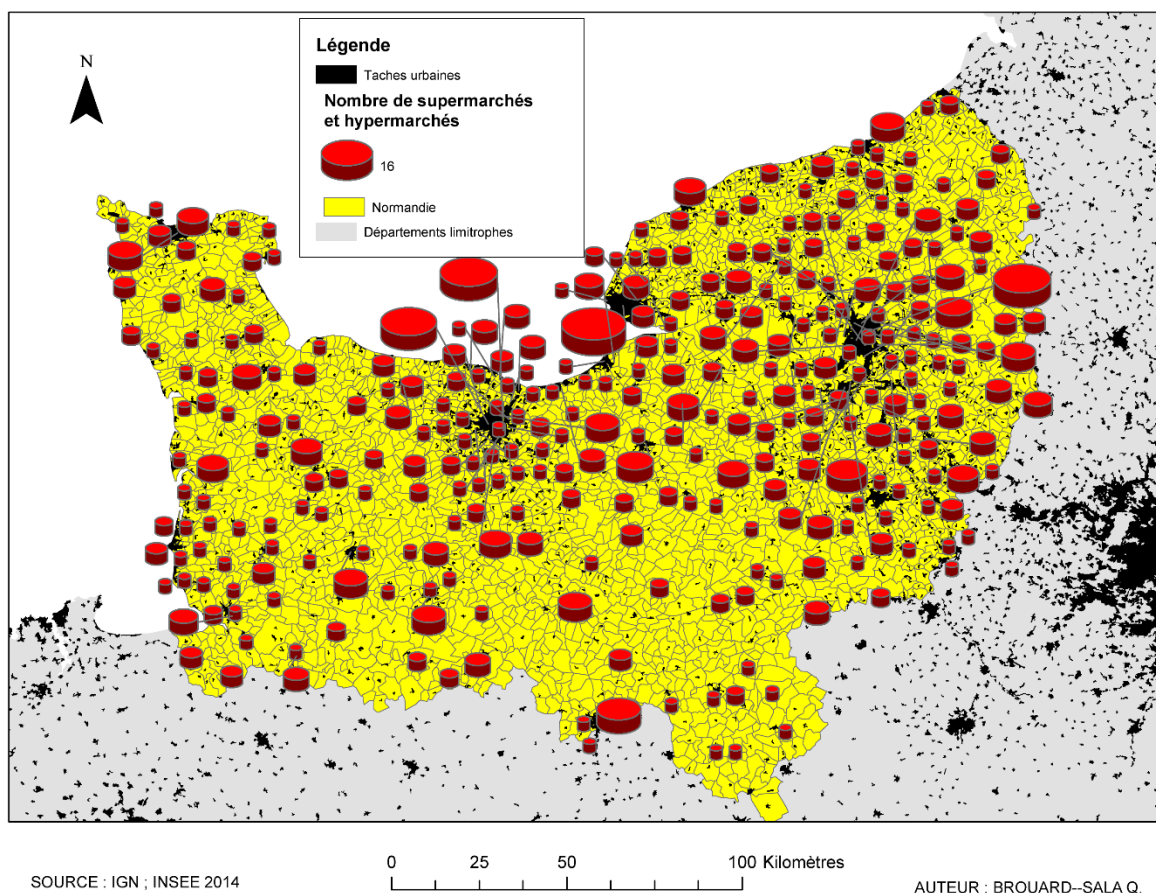 Légende
Taches urbaines
Nombre de supermarchés
et hypermarchés
16
Normandie
Départements limitrophes
N
0 25 50 100 Kilomètres
SOURCE : IGN ; INSEE 2014
AUTEUR : BROUARD--SALA Q.